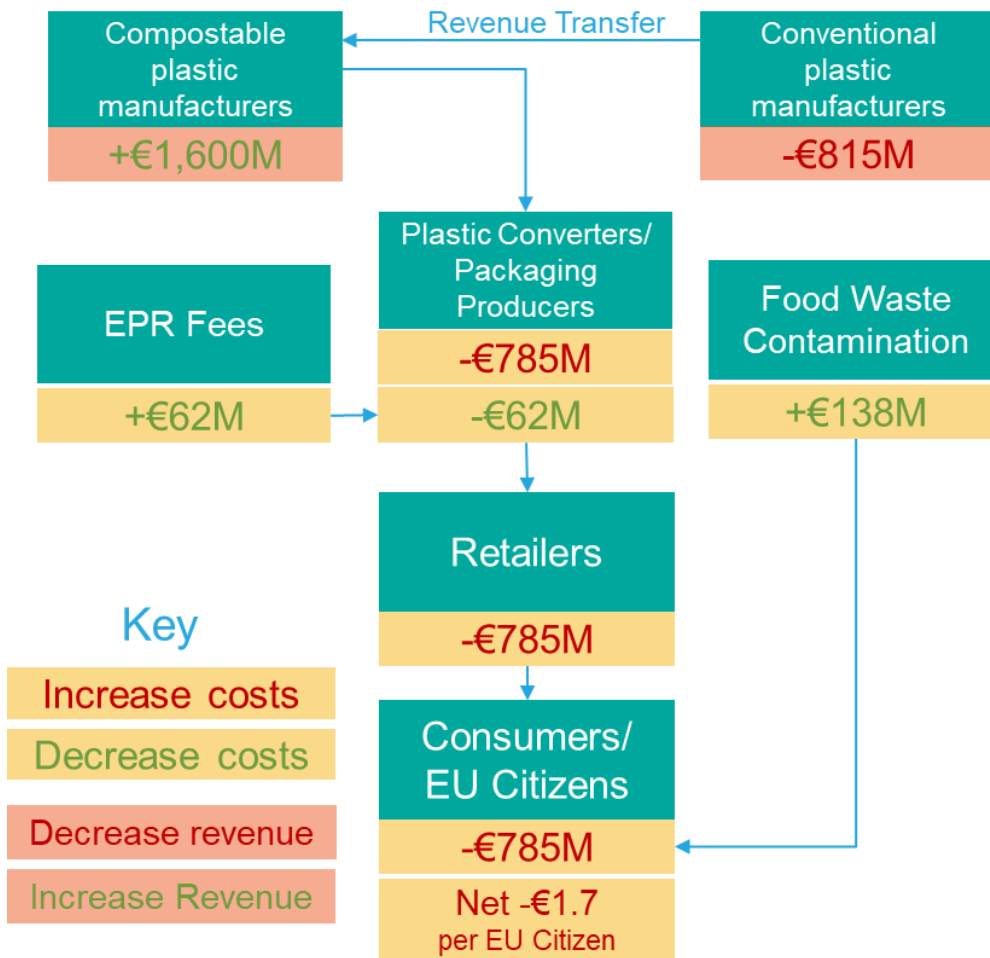 Compostable
plastic
manufacturers
+€1,600M
Revenue Transfer
Conventional
plastic
manufacturers
-€815M
Plastic Converters/
Packaging
Producers
-€785M
-€62M
EPR Fees
+€62M
Food Waste
Contamination
+€138M
Retailers
-€785M
Key
Increase costs
Decrease costs
Decrease revenue
Increase Revenue
Consumers/
EU Citizens
-€785M
Net -€1.7
per EU Citizen